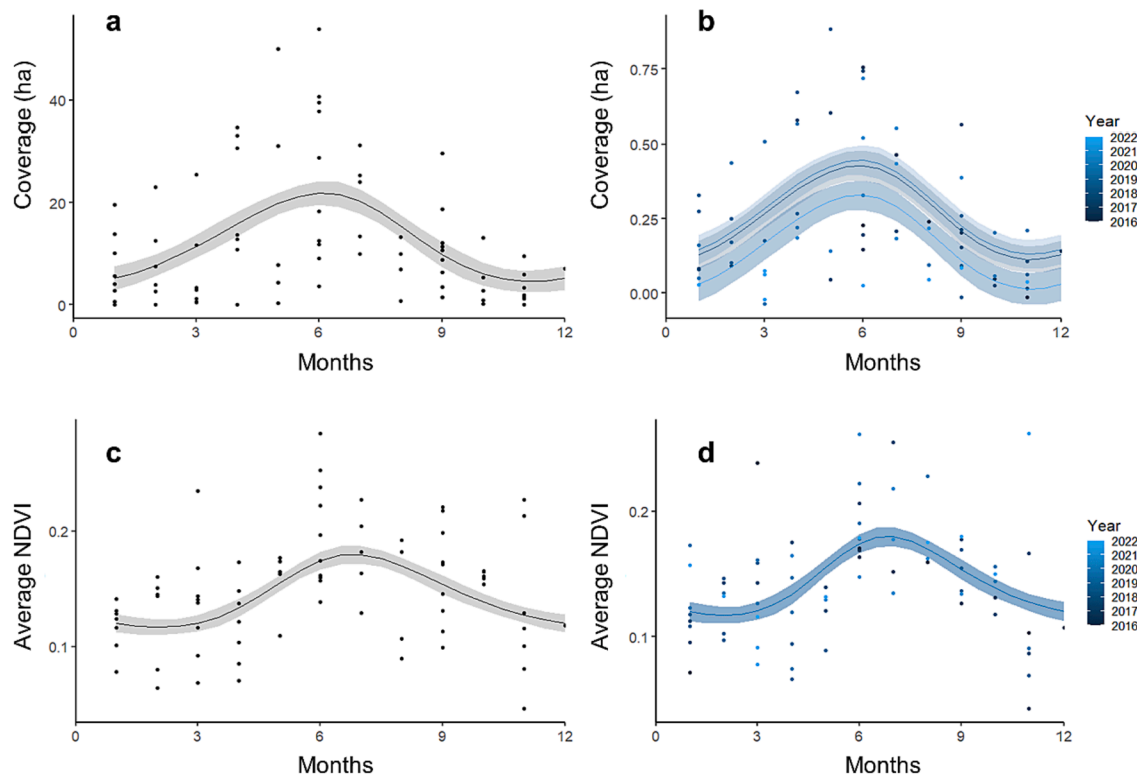 a
Coverage (ha)
40
20
0
0 3 6 9 12
Months
b
Coverage (ha)
0.75
0.50
0.25
0.00
0 3 6 9 12
Months
Year
2022
2021
2020
2019
2018
2017
2016
c
Average NDVI
0.2
0.1
0 3 6 9 12
Months
d
Average NDVI
0.2
0.1
0 3 6 9 12
Months
Year
2022
2021
2020
2019
2018
2017
2016